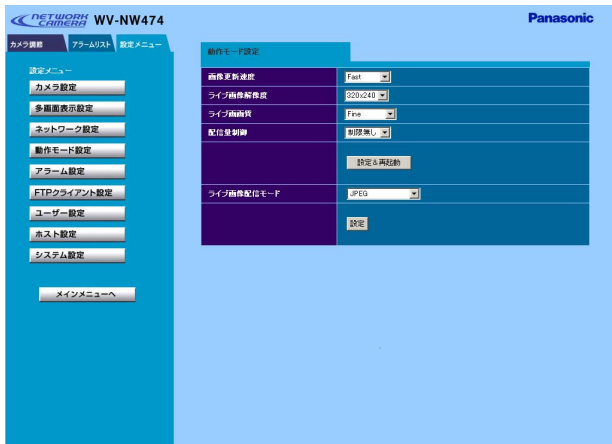 NETWORK CAMERA WV-NW474
Panasonic
カメラ調節 アラームリスト 設定メニュー
設定メニュー
カメラ設定
多画面表示設定
ネットワーク設定
動作モード設定
アラーム設定
FTPクライアント設定
ユーザー設定
ホスト設定
システム設定
メインメニューへ
動作モード設定
画像更新速度 Fast
ライブ画像解像度 320x240
ライブ画画質 Fine
配信量制御 制限無し
設定&再起動
ライブ画像配信モード JPEG
設定